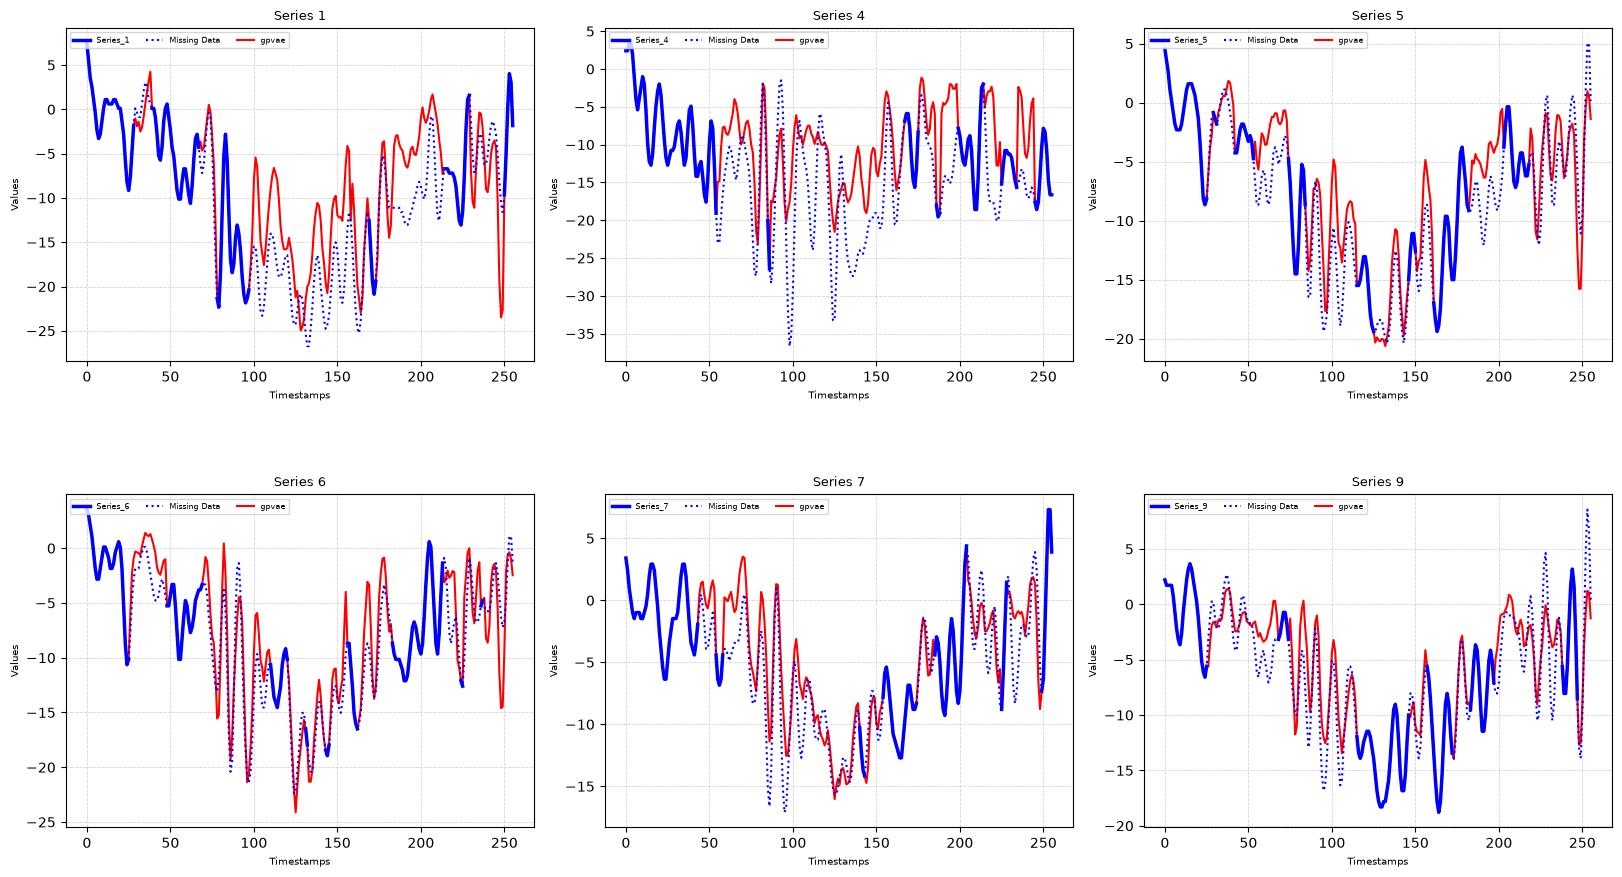 Series 1
Series_1 Missing Data gpvae
Values
5
0
−5
−10
−15
−20
−25
0 50 100 150 200 250
Timestamps
Series 4
Series_4 Missing Data gpvae
Values
5
0
−5
−10
−15
−20
−25
−30
−35
0 50 100 150 200 250
Timestamps
Series 5
Series_5 Missing Data gpvae
Values
5
0
−5
−10
−15
−20
0 50 100 150 200 250
Timestamps
Series 6
Series_6 Missing Data gpvae
Values
0
−5
−10
−15
−20
−25
0 50 100 150 200 250
Timestamps
Series 7
Series_7 Missing Data gpvae
Values
5
0
−5
−10
−15
0 50 100 150 200 250
Timestamps
Series 9
Series_9 Missing Data gpvae
Values
5
0
−5
−10
−15
−20
0 50 100 150 200 250
Timestamps